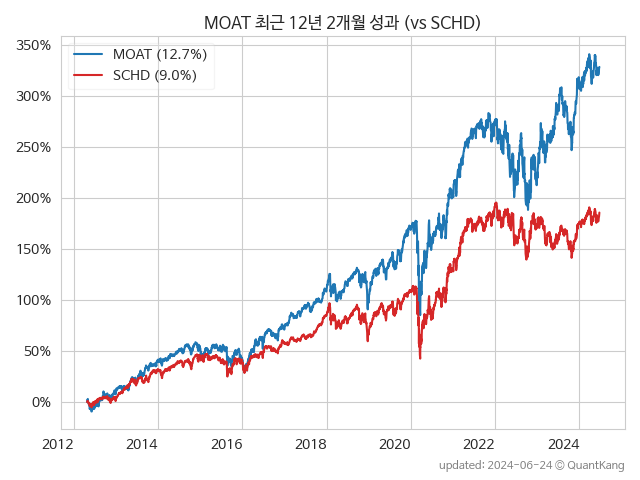 MOAT 최근 12년 2개월 성과 (vs SCHD)
350%
300%
250%
200%
150%
100%
50%
0%
MOAT (12.7%)
SCHD (9.0%)
2012 2014 2016 2018 2020 2022 2024
updated: 2024-06-24 © QuantKang